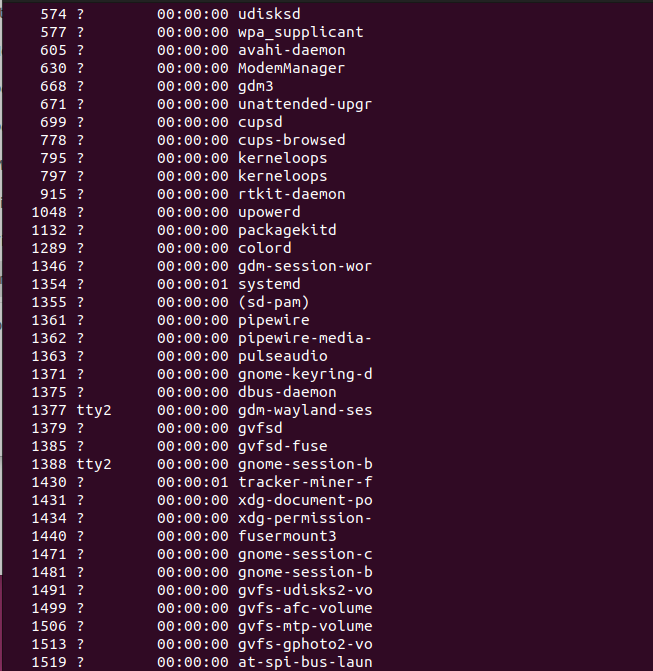 574 ? 00:00:00 udisksd
577 ? 00:00:00 wpa_supplicant
605 ? 00:00:00 avahi-daemon
630 ? 00:00:00 ModemManager
668 ? 00:00:00 gdm3
671 ? 00:00:00 unattended-upgr
699 ? 00:00:00 cupsd
778 ? 00:00:00 cups-browsed
795 ? 00:00:00 kerneloops
797 ? 00:00:00 kerneloops
915 ? 00:00:00 rtkit-daemon
1048 ? 00:00:00 upowerd
1132 ? 00:00:00 packagekitd
1289 ? 00:00:00 colord
1346 ? 00:00:00 gdm-session-wor
1354 ? 00:00:01 systemd
1355 ? 00:00:00 (sd-pam)
1361 ? 00:00:00 pipewire
1362 ? 00:00:00 pipewire-media-
1363 ? 00:00:00 pulseaudio
1371 ? 00:00:00 gnome-keyring-d
1375 ? 00:00:00 dbus-daemon
1377 tty2 00:00:00 gdm-wayland-ses
1379 ? 00:00:00 gvfsd
1385 ? 00:00:00 gvfsd-fuse
1388 tty2 00:00:00 gnome-session-b
1430 ? 00:00:01 tracker-miner-f
1431 ? 00:00:00 xdg-document-po
1434 ? 00:00:00 xdg-permission-
1440 ? 00:00:00 fusermount3
1471 ? 00:00:00 gnome-session-c
1481 ? 00:00:00 gnome-session-b
1491 ? 00:00:00 gvfs-udisks2-vo
1499 ? 00:00:00 gvfs-afc-volume
1506 ? 00:00:00 gvfs-mtp-volume
1513 ? 00:00:00 gvfs-gphoto2-vo
1519 ? 00:00:00 at-spi-bus-laun